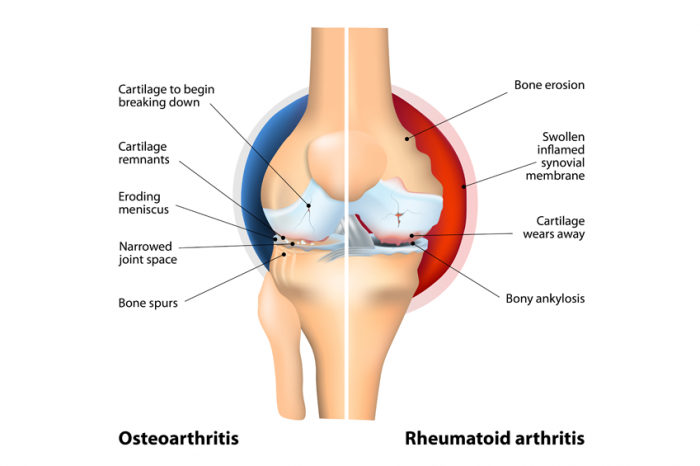 Cartilage to begin
breaking down
Cartilage
remnants
Eroding
meniscus
Narrowed
joint space
Bone spurs
Bone erosion
Swollen
inflamed
synovial
membrane
Cartilage
wears away
Bony ankylosis
Osteoarthritis
Rheumatoid arthritis